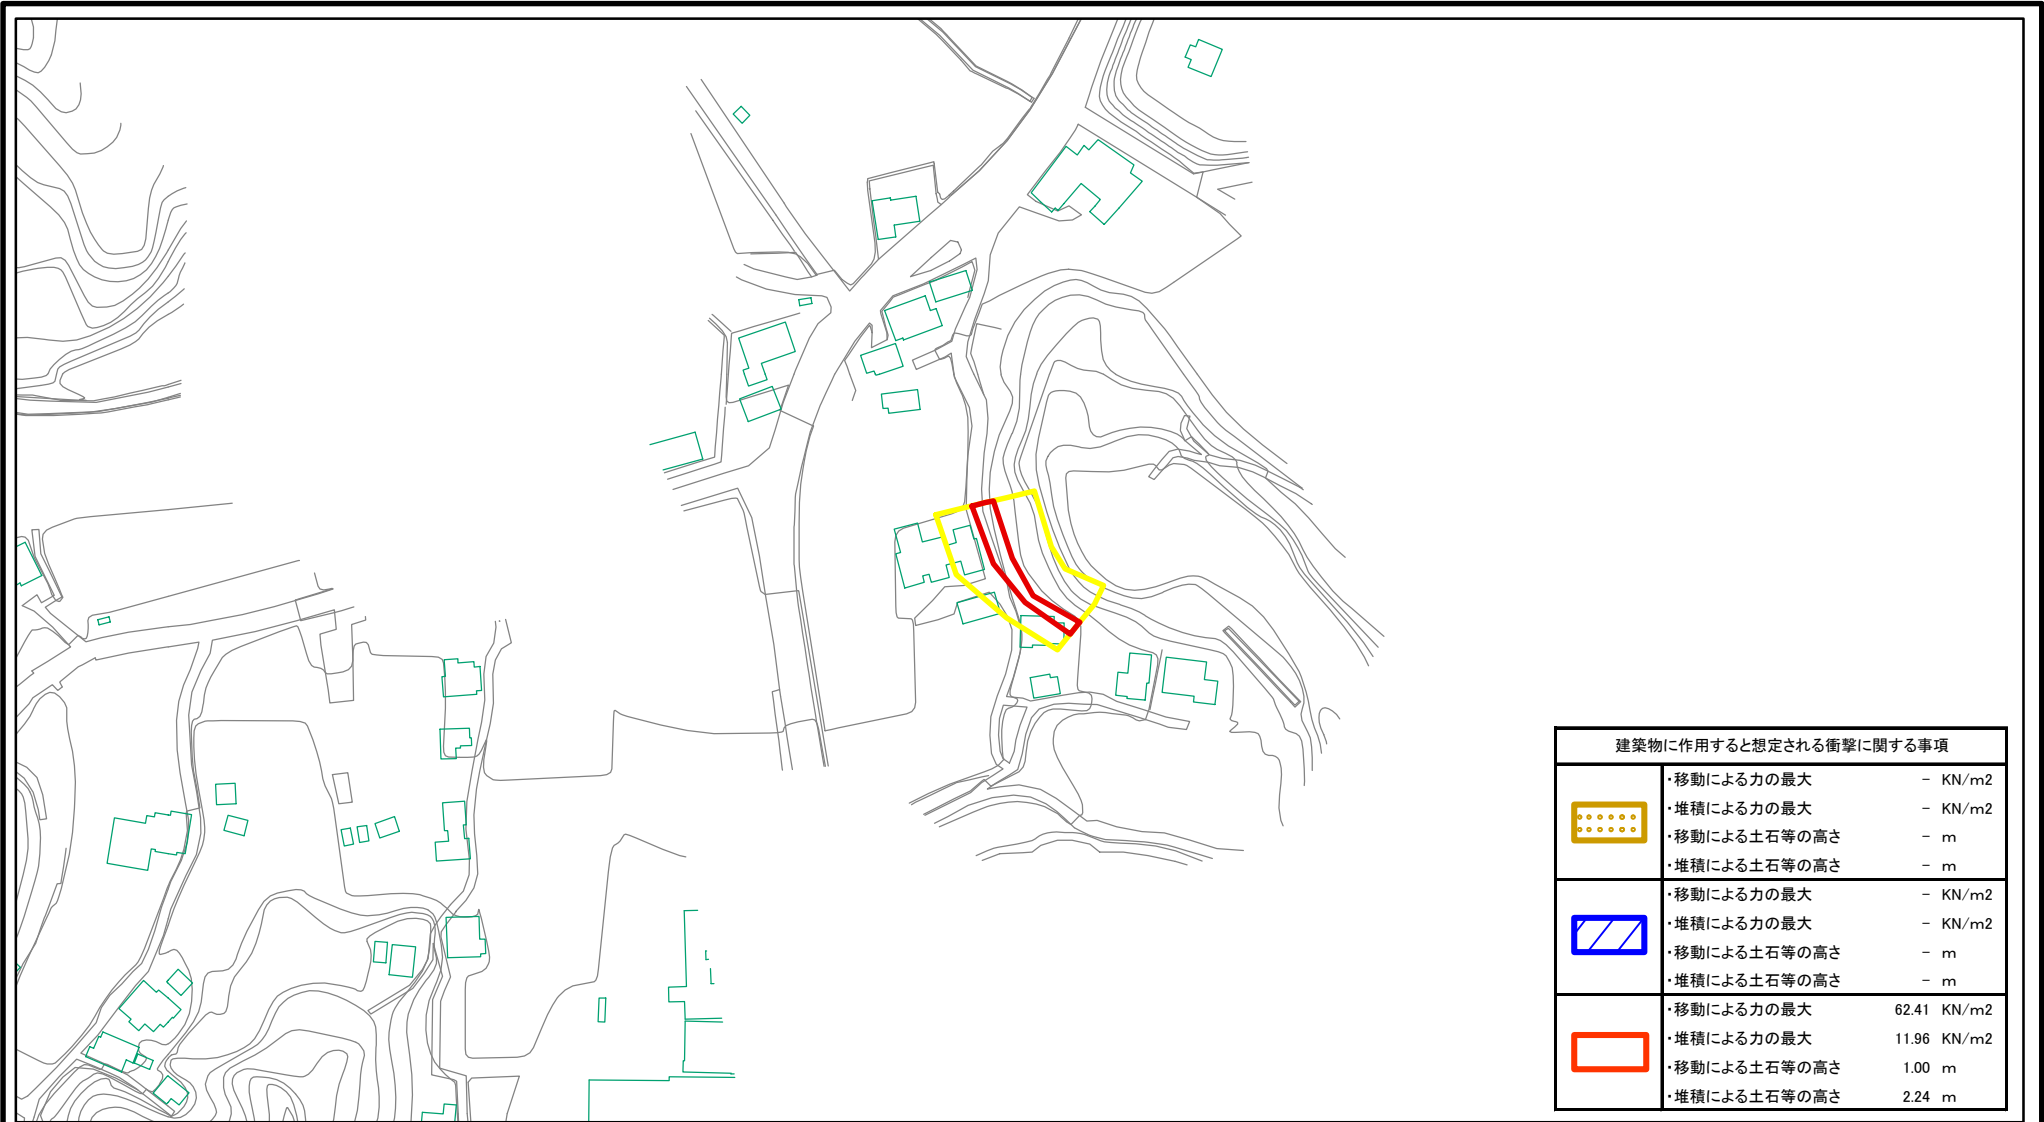 建築物に作用すると想定される衝撃に関する事項
・移動による力の最大 － KN/m2
・堆積による力の最大 － KN/m2
・移動による土石等の高さ － m
・堆積による土石等の高さ － m
・移動による力の最大 － KN/m2
・堆積による力の最大 － KN/m2
・移動による土石等の高さ － m
・堆積による土石等の高さ － m
・移動による力の最大 62.41 KN/m2
・堆積による力の最大 11.96 KN/m2
・移動による土石等の高さ 1.00 m
・堆積による土石等の高さ 2.24 m